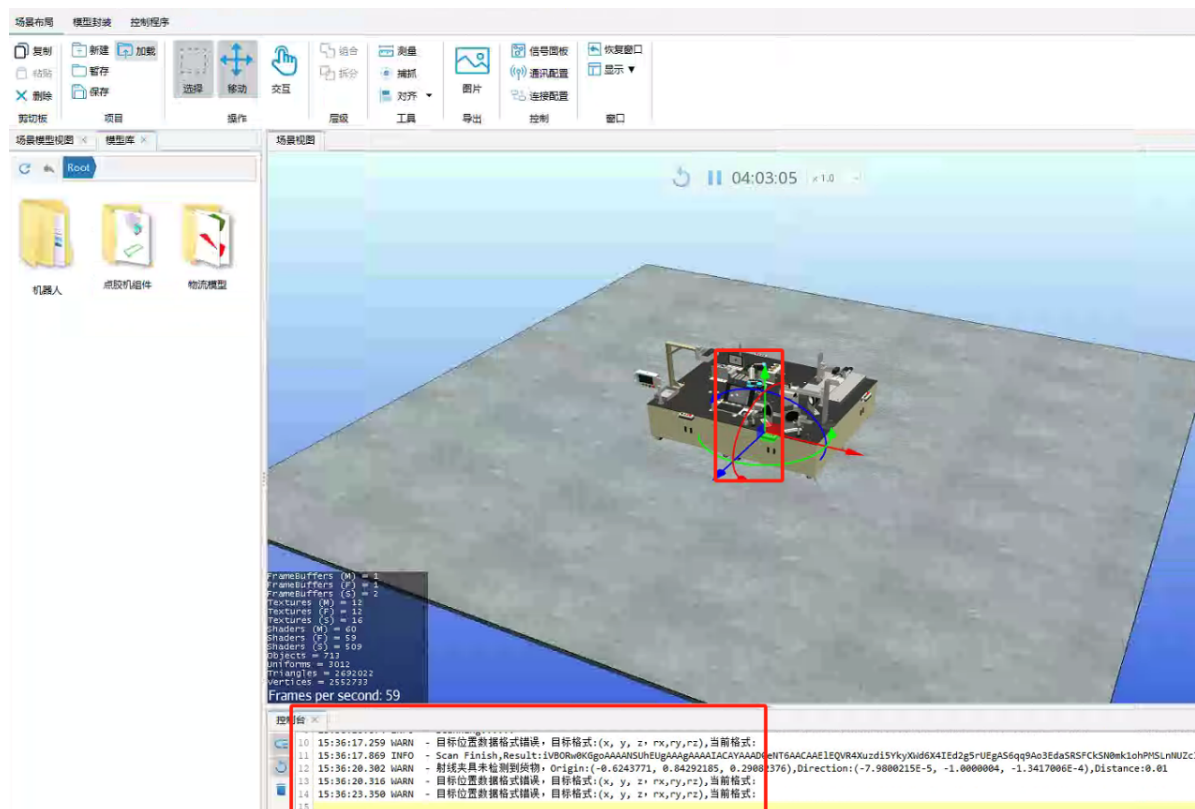 场景布局 模型封装 控制程序
复制 新建 加载 组合 测量 信号面板 恢复窗口
粘贴 暂存 拆分 捕抓 通讯配置 显示
删除 保存 选择 移动 交互 对齐 图片 连接配置
剪切板 项目 操作 层级 工具 导出 控制 窗口
场景模型视图 模型库 场景视图
Root
04:03:05 x 1.0
机器人 点胶机组件 物流模型
FrameBuffers (M) = 1
FrameBuffers (F) = 1
FrameBuffers (S) = 2
Textures (M) = 12
Textures (F) = 12
Textures (S) = 16
Shaders (M) = 60
Shaders (F) = 59
Shaders (S) = 509
Objects = 713
Uniforms = 3012
Triangles = 2692022
Vertices = 2552733
Frames per second: 59
控制台
10 15:36:17.259 WARN - 目标位置数据格式错误，目标格式:(x, y, z, rx,ry,rz),当前格式:
11 15:36:17.869 INFO - Scan Finish,Result:
12 15:36:20.302 WARN - 射线夹具未检测到货物，Origin:(-0.6243771, 0.84292185, 0.29082376),Direction:(-7.9800215E-5, -1.0000004, -1.3417006E-4),Distance:0.01
13 15:36:20.316 WARN - 目标位置数据格式错误，目标格式:(x, y, z, rx,ry,rz),当前格式:
14 15:36:23.350 WARN - 目标位置数据格式错误，目标格式:(x, y, z, rx,ry,rz),当前格式:
15